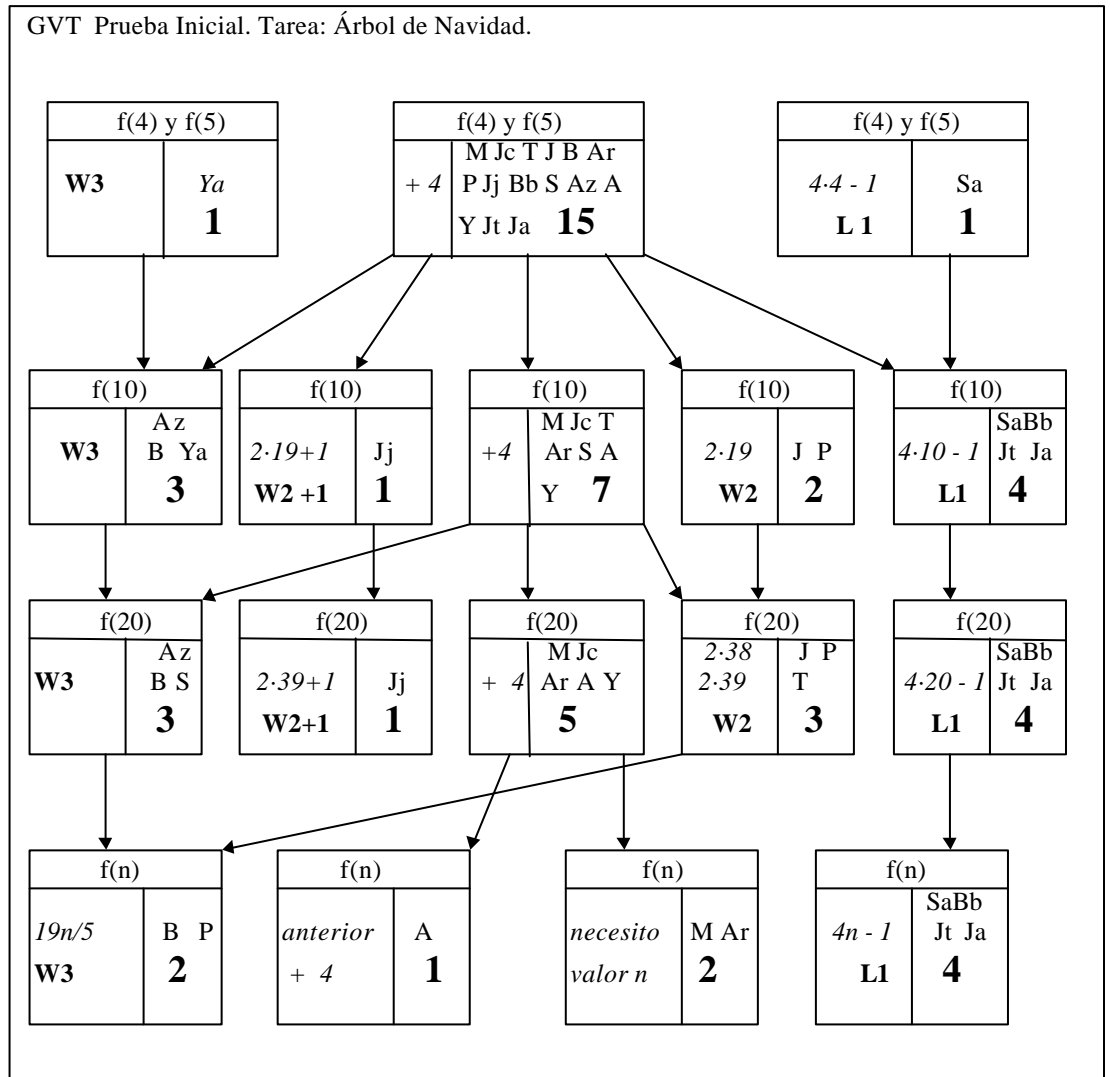 GVT Prueba Inicial. Tarea: Árbol de Navidad.
f(4) y f(5)
W3
Ya
1
f(4) y f(5)
+ 4
M Jc T J B Ar
P Jj Bb S Az A
Y Jt Ja 15
f(4) y f(5)
4·4 - 1
L 1
Sa
1
f(10)
W3
Az
B Ya
3
f(10)
2·19+1
W2 +1
Jj
1
f(10)
+4
M Jc T
Ar S A
Y 7
f(10)
2·19
W2
J P
2
f(10)
4·10 - 1
L1
SaBb
Jt Ja
4
f(20)
W3
Az
B S
3
f(20)
2·39+1
W2+1
Jj
1
f(20)
+ 4
M Jc
Ar A Y
5
f(20)
2·38
2·39
W2
J P
T
3
f(20)
4·20 - 1
L1
SaBb
Jt Ja
4
f(n)
19n/5
W3
B P
2
f(n)
anterior
+ 4
A
1
f(n)
necesito
valor n
M Ar
2
f(n)
4n - 1
L1
SaBb
Jt Ja
4